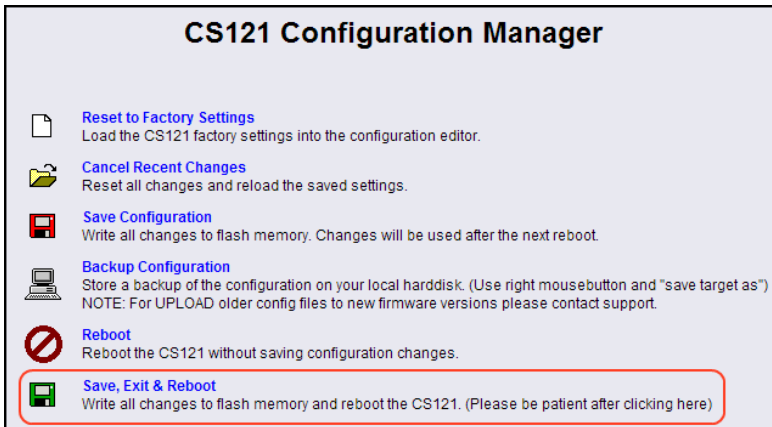 CS121 Configuration Manager
Reset to Factory Settings
Load the CS121 factory settings into the configuration editor.
Cancel Recent Changes
Reset all changes and reload the saved settings.
Save Configuration
Write all changes to flash memory. Changes will be used after the next reboot.
Backup Configuration
Store a backup of the configuration on your local harddisk. (Use right mousebutton and "save target as")
NOTE: For UPLOAD older config files to new firmware versions please contact support.
Reboot
Reboot the CS121 without saving configuration changes.
Save, Exit & Reboot
Write all changes to flash memory and reboot the CS121. (Please be patient after clicking here)